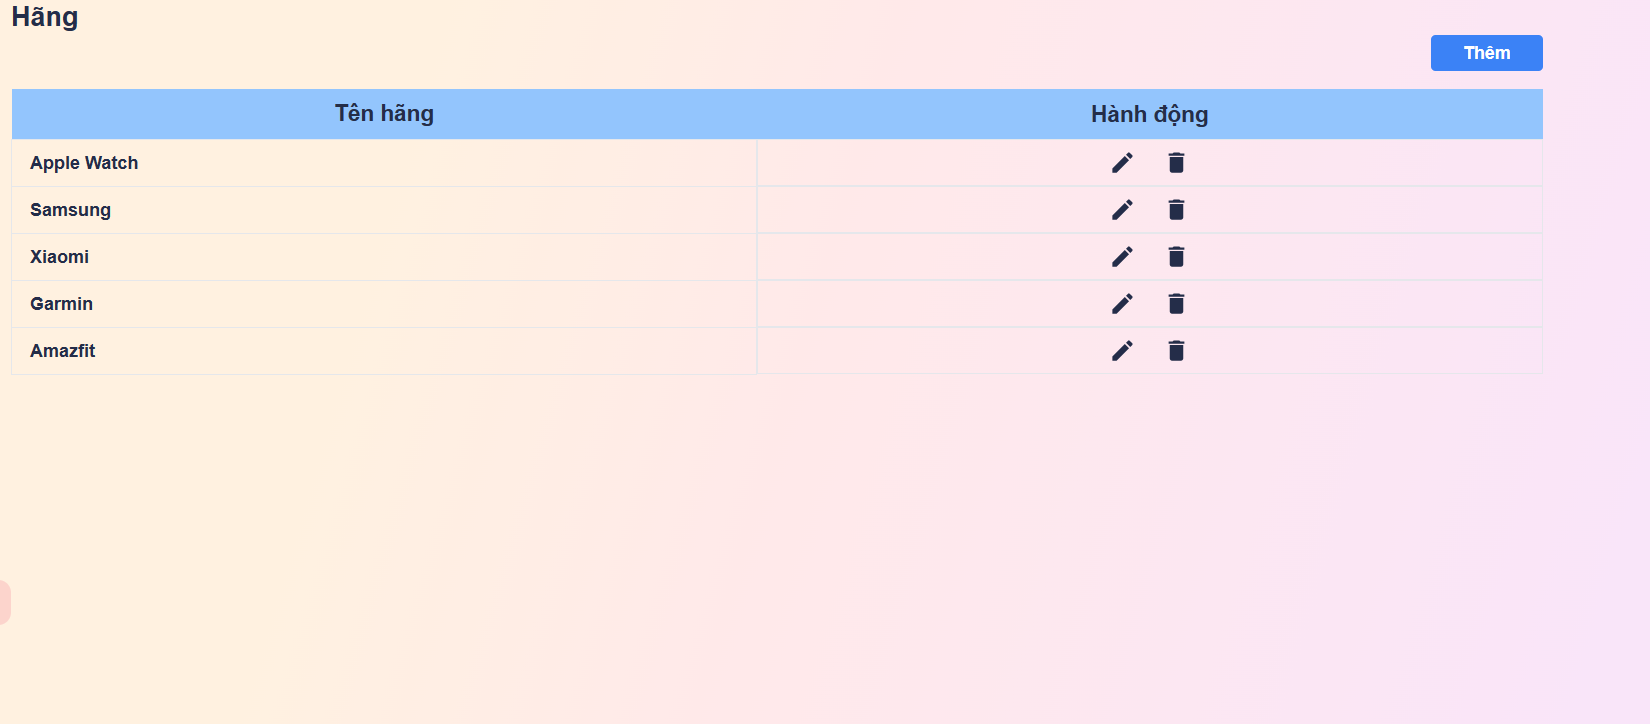 Hãng
Thêm
Tên hãng Hành động
Apple Watch
Samsung
Xiaomi
Garmin
Amazfit